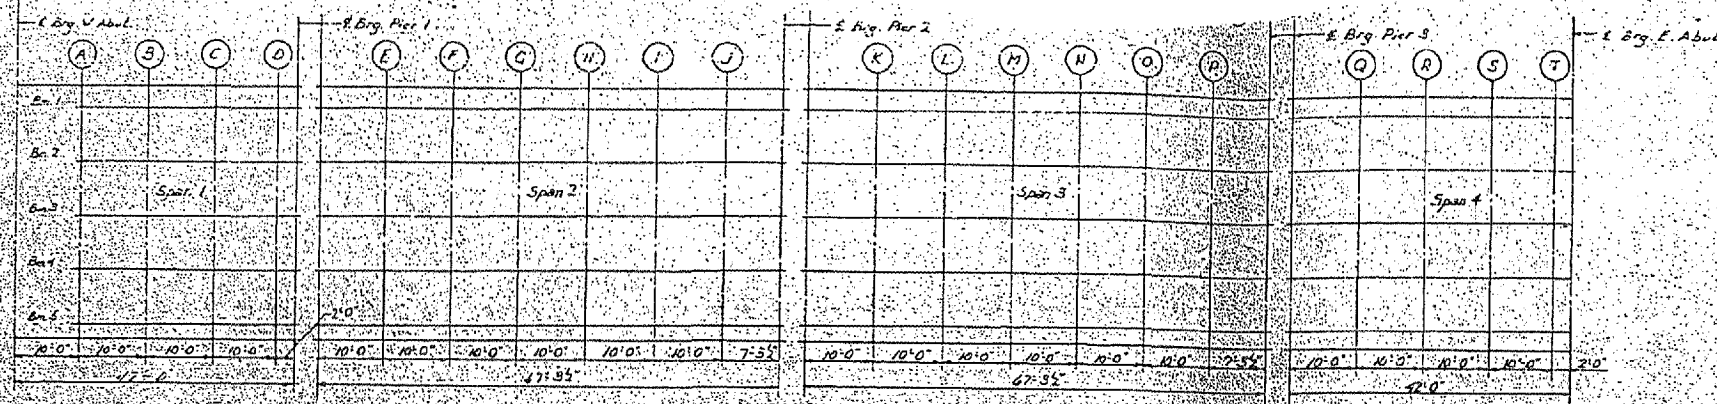 ℄ Brg. W. Abut.
℄ Brg. Pier 1
℄ Brg. Pier 2
℄ Brg. Pier 3
℄ Brg. E. Abut.
A B C D E F G H I J K L M N O P Q R S T
Bm. 1
Bm. 2
Span 1 Span 2 Span 3 Span 4
Bm. 3
Bm. 4
Bm. 5
2'-0"
10'-0" 10'-0" 10'-0" 10'-0" 10'-0" 10'-0" 10'-0" 10'-0" 10'-0" 10'-0" 7'-3½" 10'-0" 10'-0" 10'-0" 10'-0" 10'-0" 10'-0" 7'-3½" 10'-0" 10'-0" 10'-0" 10'-0" 2'-0"
67'-3½" 67'-3½" 42'-0"